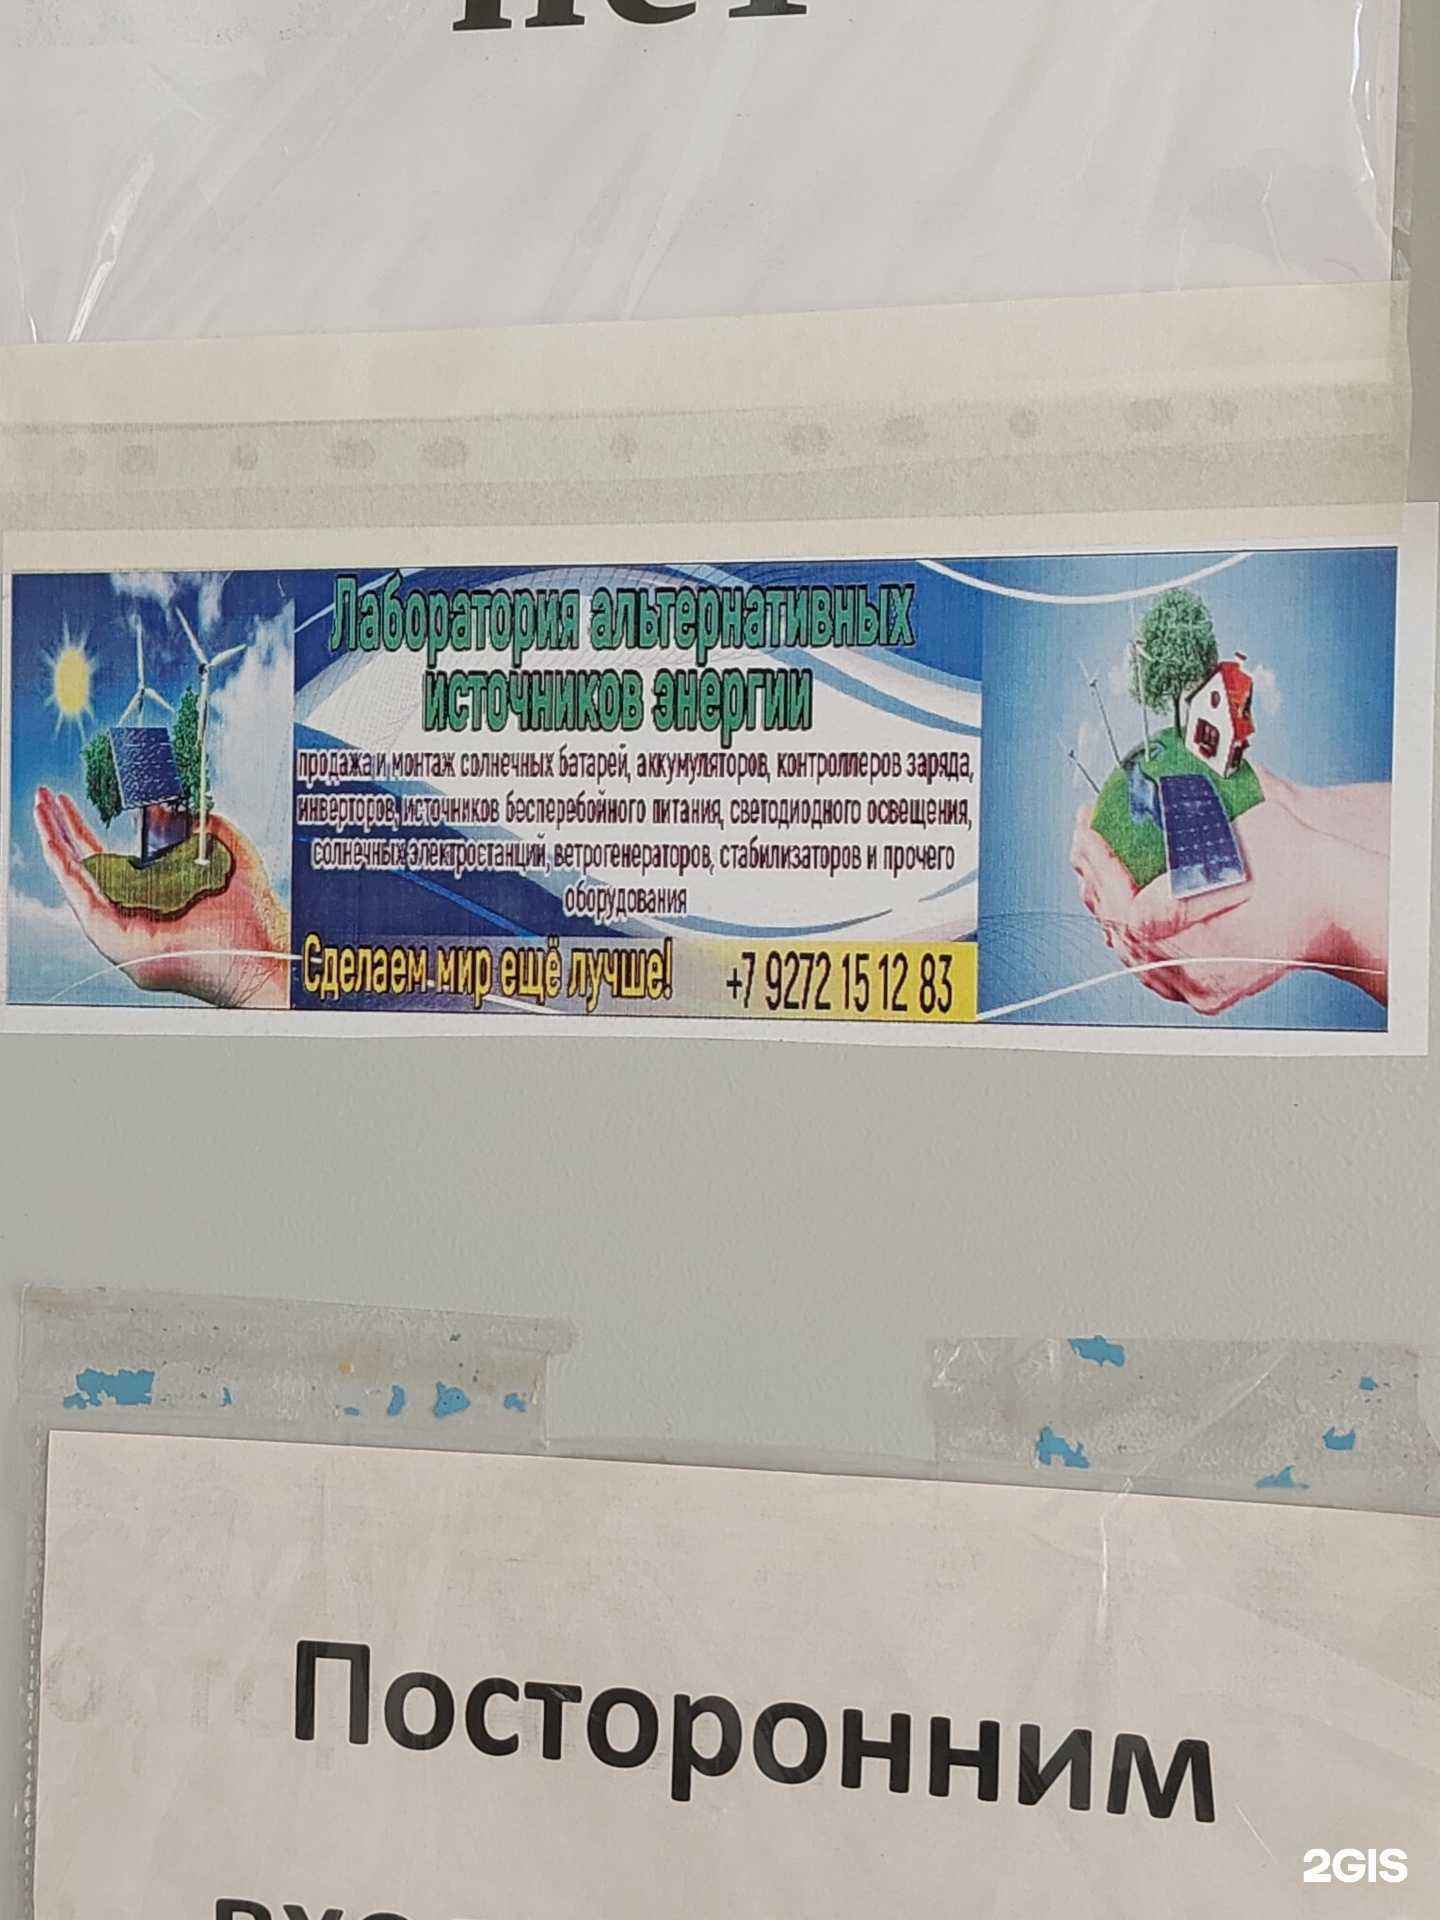 нет
Лаборатория альтернативных
источников энергии
продажа и монтаж солнечных батарей, аккумуляторов, контроллеров заряда,
инверторов, источников бесперебойного питания, светодиодного освещения,
солнечных электростанций, ветрогенераторов, стабилизаторов и прочего
оборудования
Сделаем мир ещё лучше!
+7 9272 15 12 83
Посторонним
2GIS